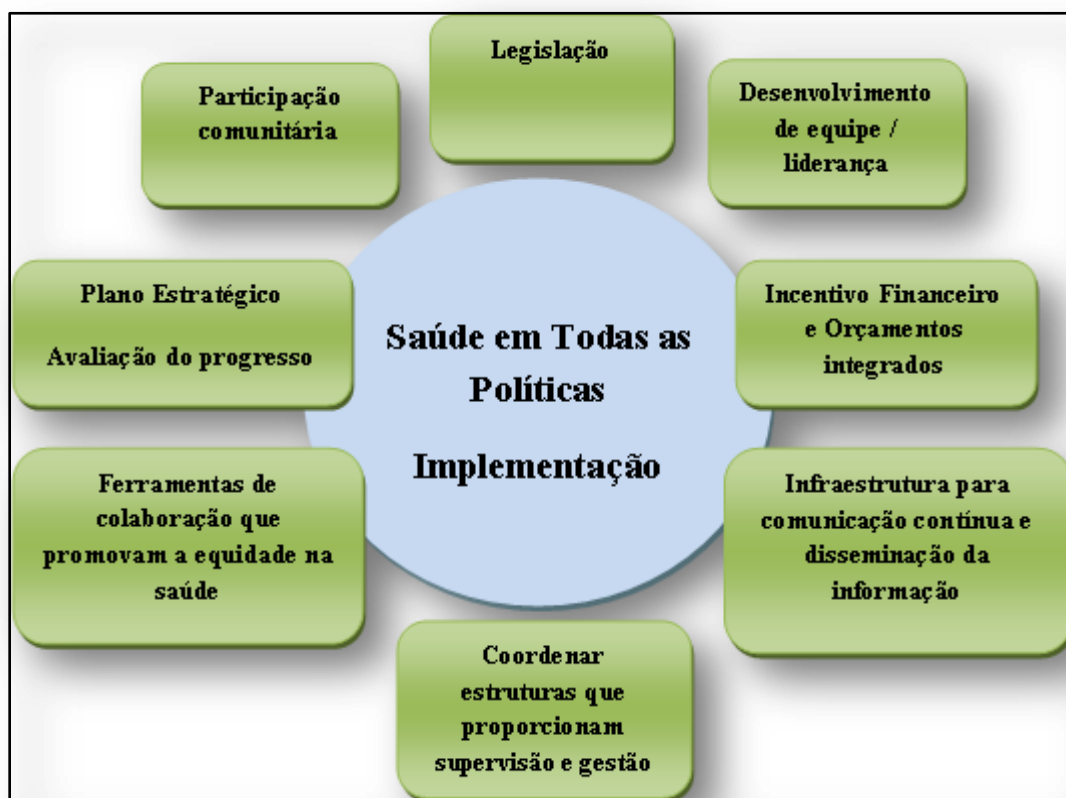 Legislação
Participação
comunitária
Desenvolvimento
de equipe /
liderança
Plano Estratégico
Avaliação do progresso
Saúde em Todas as
Políticas
Implementação
Incentivo Financeiro
e Orçamentos
integrados
Ferramentas de
colaboração que
promovam a equidade na
saúde
Infraestrutura para
comunicação contínua e
disseminação da
informação
Coordenar
estruturas que
proporcionam
supervisão e gestão